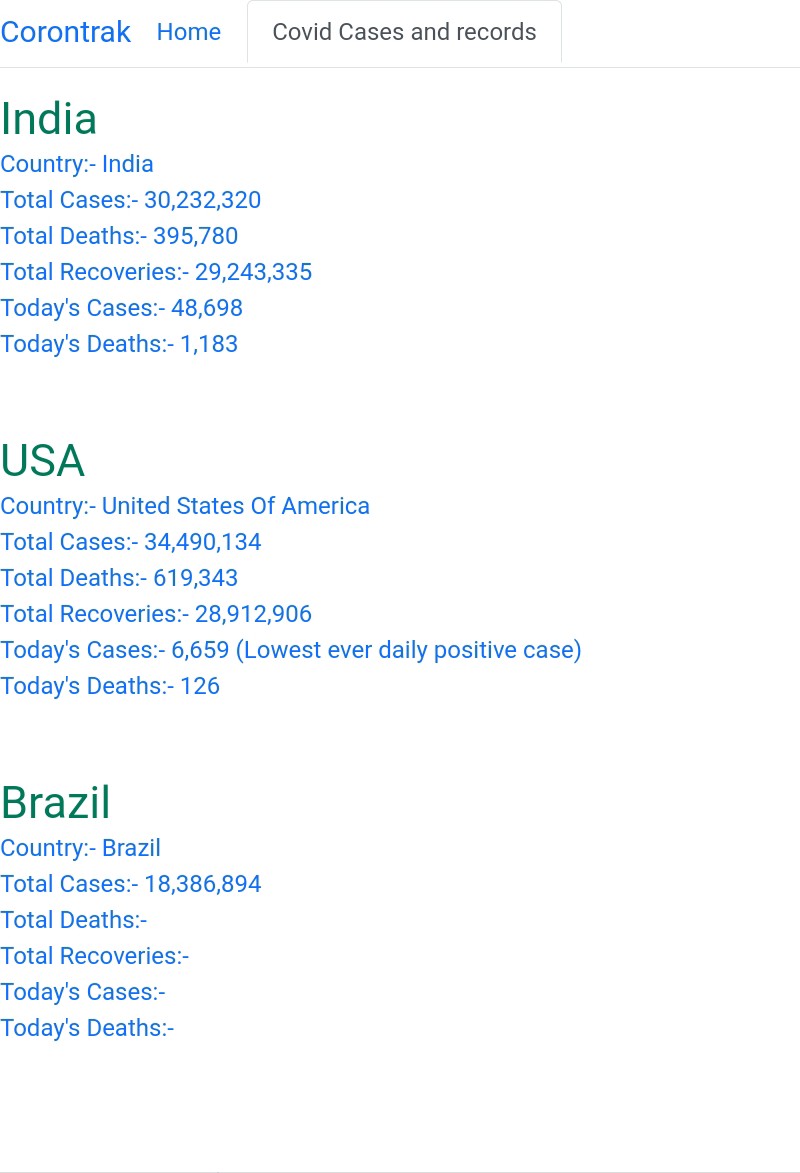 Corontrak Home Covid Cases and records
India
Country:- India
Total Cases:- 30,232,320
Total Deaths:- 395,780
Total Recoveries:- 29,243,335
Today's Cases:- 48,698
Today's Deaths:- 1,183
USA
Country:- United States Of America
Total Cases:- 34,490,134
Total Deaths:- 619,343
Total Recoveries:- 28,912,906
Today's Cases:- 6,659 (Lowest ever daily positive case)
Today's Deaths:- 126
Brazil
Country:- Brazil
Total Cases:- 18,386,894
Total Deaths:-
Total Recoveries:-
Today's Cases:-
Today's Deaths:-